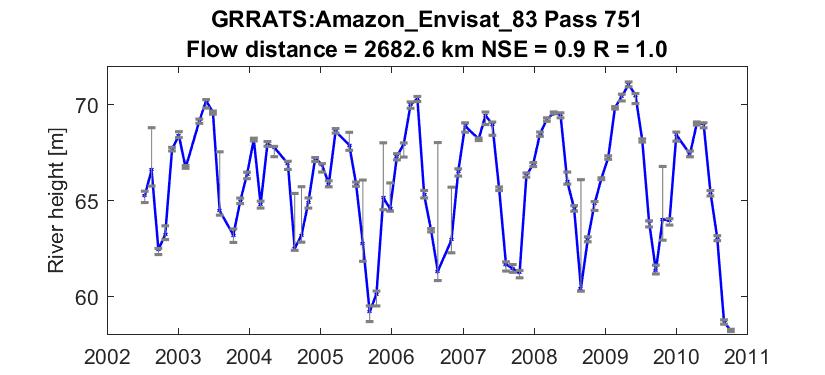 GRRATS:Amazon_Envisat_83 Pass 751
Flow distance = 2682.6 km NSE = 0.9 R = 1.0
River height [m]
70
65
60
2002 2003 2004 2005 2006 2007 2008 2009 2010 2011